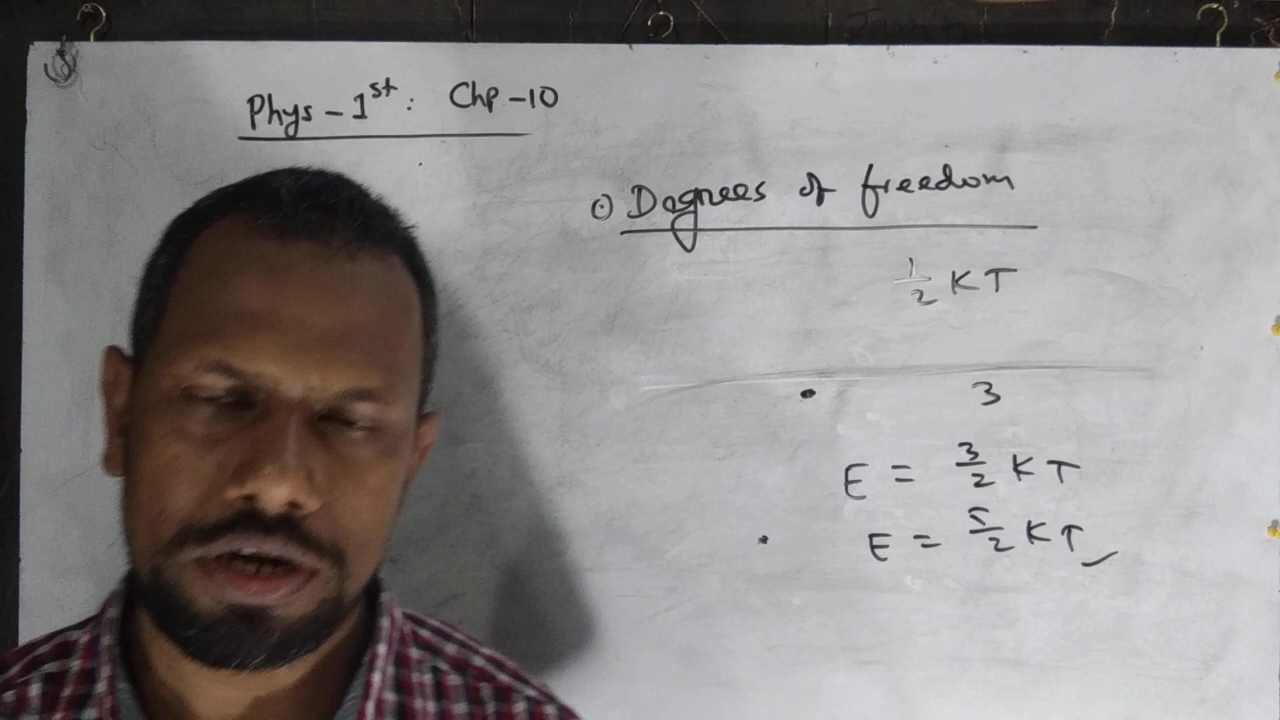 Phys - 1st : Chp - 10
⊙ Degrees of freedom
1/2 KT
• 3
E = 3/2 KT
• E = 5/2 KT